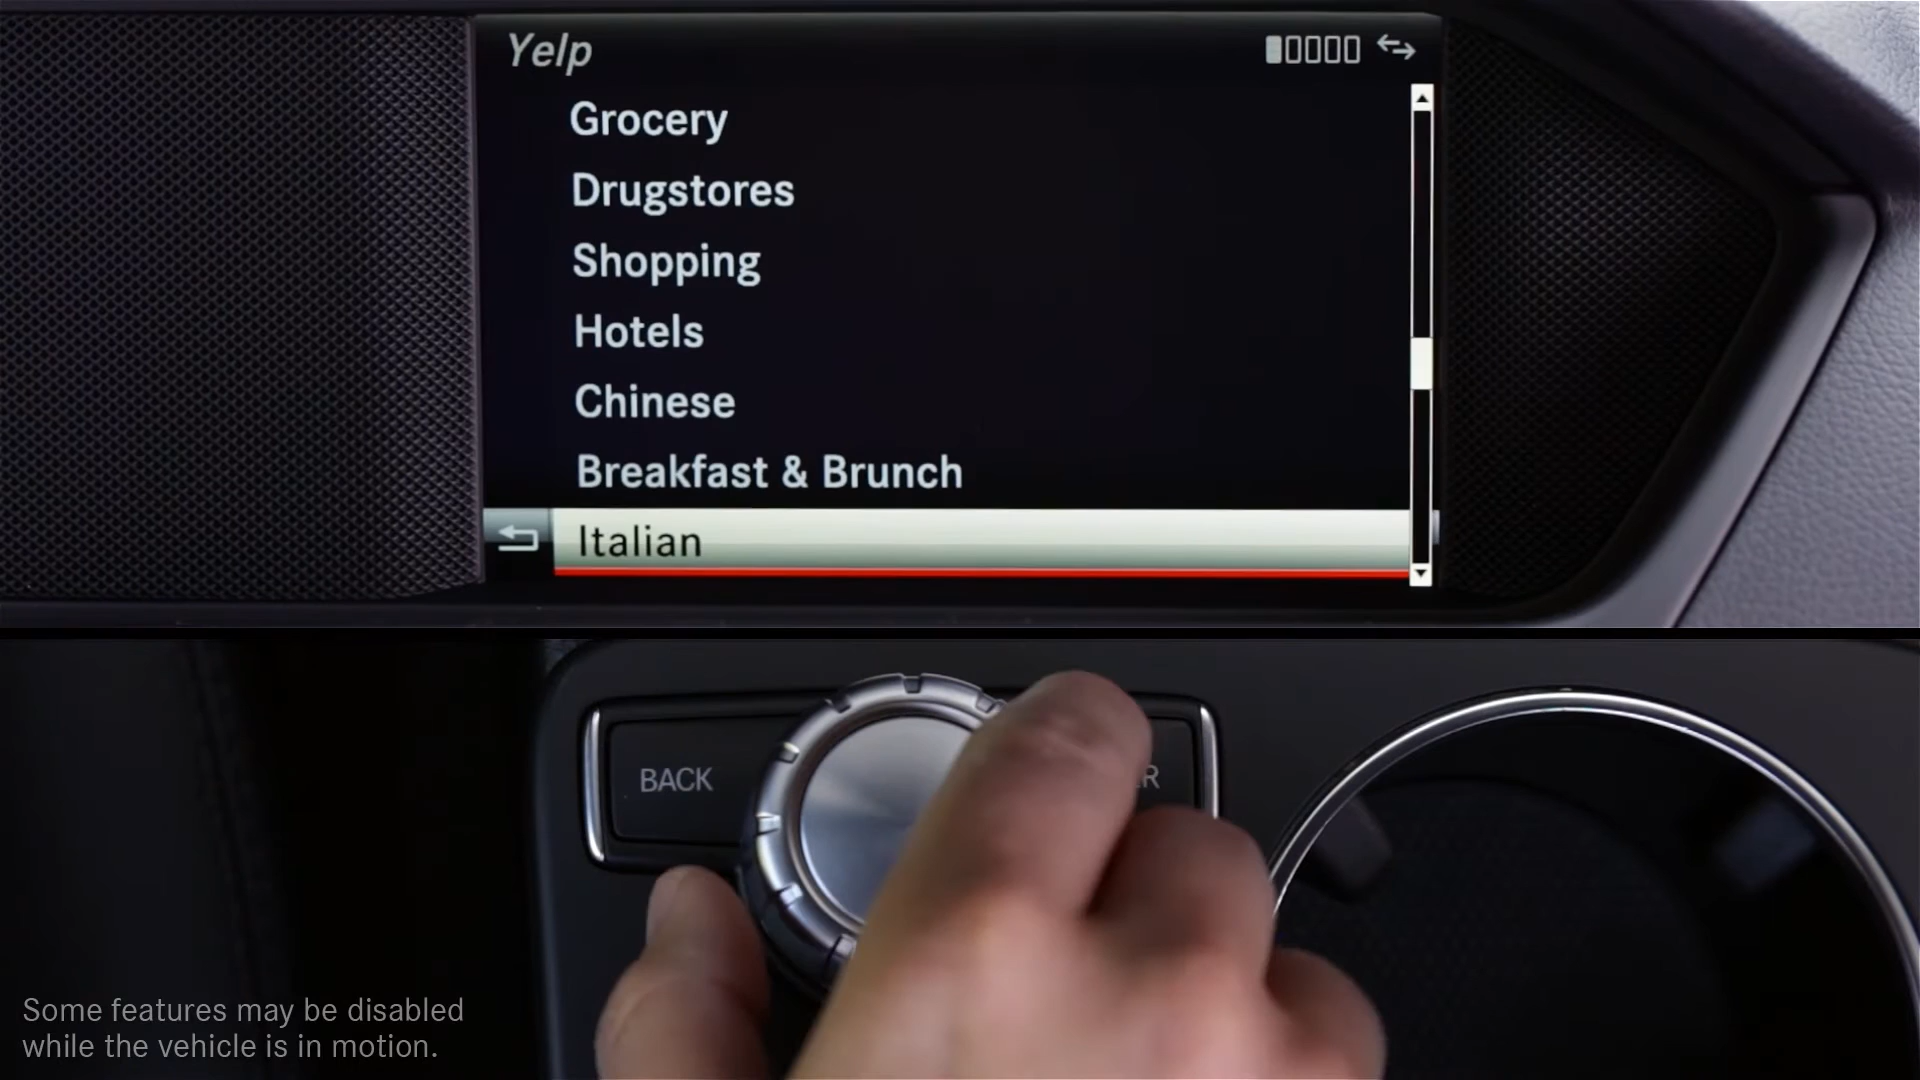 Yelp
Grocery
Drugstores
Shopping
Hotels
Chinese
Breakfast & Brunch
Italian
BACK
Some features may be disabled
while the vehicle is in motion.